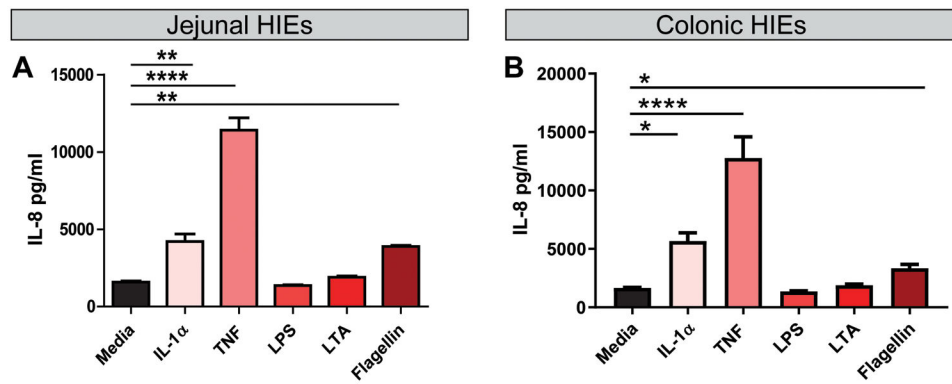 Jejunal HIEs
A
**
****
**
15000
10000
5000
0
IL-8 pg/ml
Media
IL-1α
TNF
LPS
LTA
Flagellin
Colonic HIEs
B
*
****
*
20000
15000
10000
5000
0
IL-8 pg/ml
Media
IL-1α
TNF
LPS
LTA
Flagellin